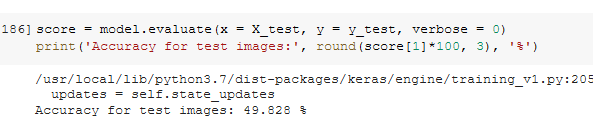 186] score = model.evaluate(x = X_test, y = y_test, verbose = 0)
print('Accuracy for test images:', round(score[1]*100, 3), '%')
/usr/local/lib/python3.7/dist-packages/keras/engine/training_v1.py:205
updates = self.state_updates
Accuracy for test images: 49.828 %